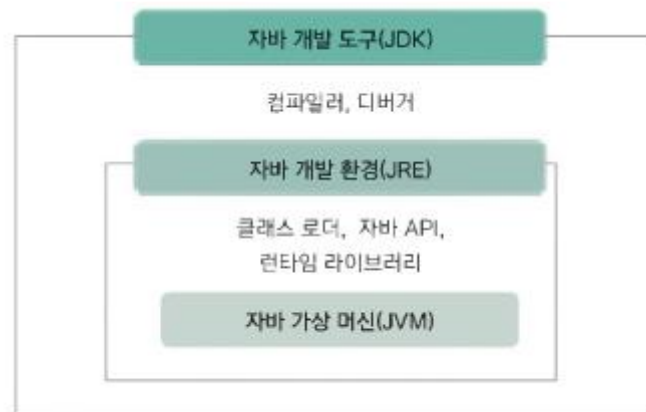 자바 개발 도구(JDK)
컴파일러, 디버거
자바 개발 환경(JRE)
클래스 로더, 자바 API,
런타임 라이브러리
자바 가상 머신(JVM)